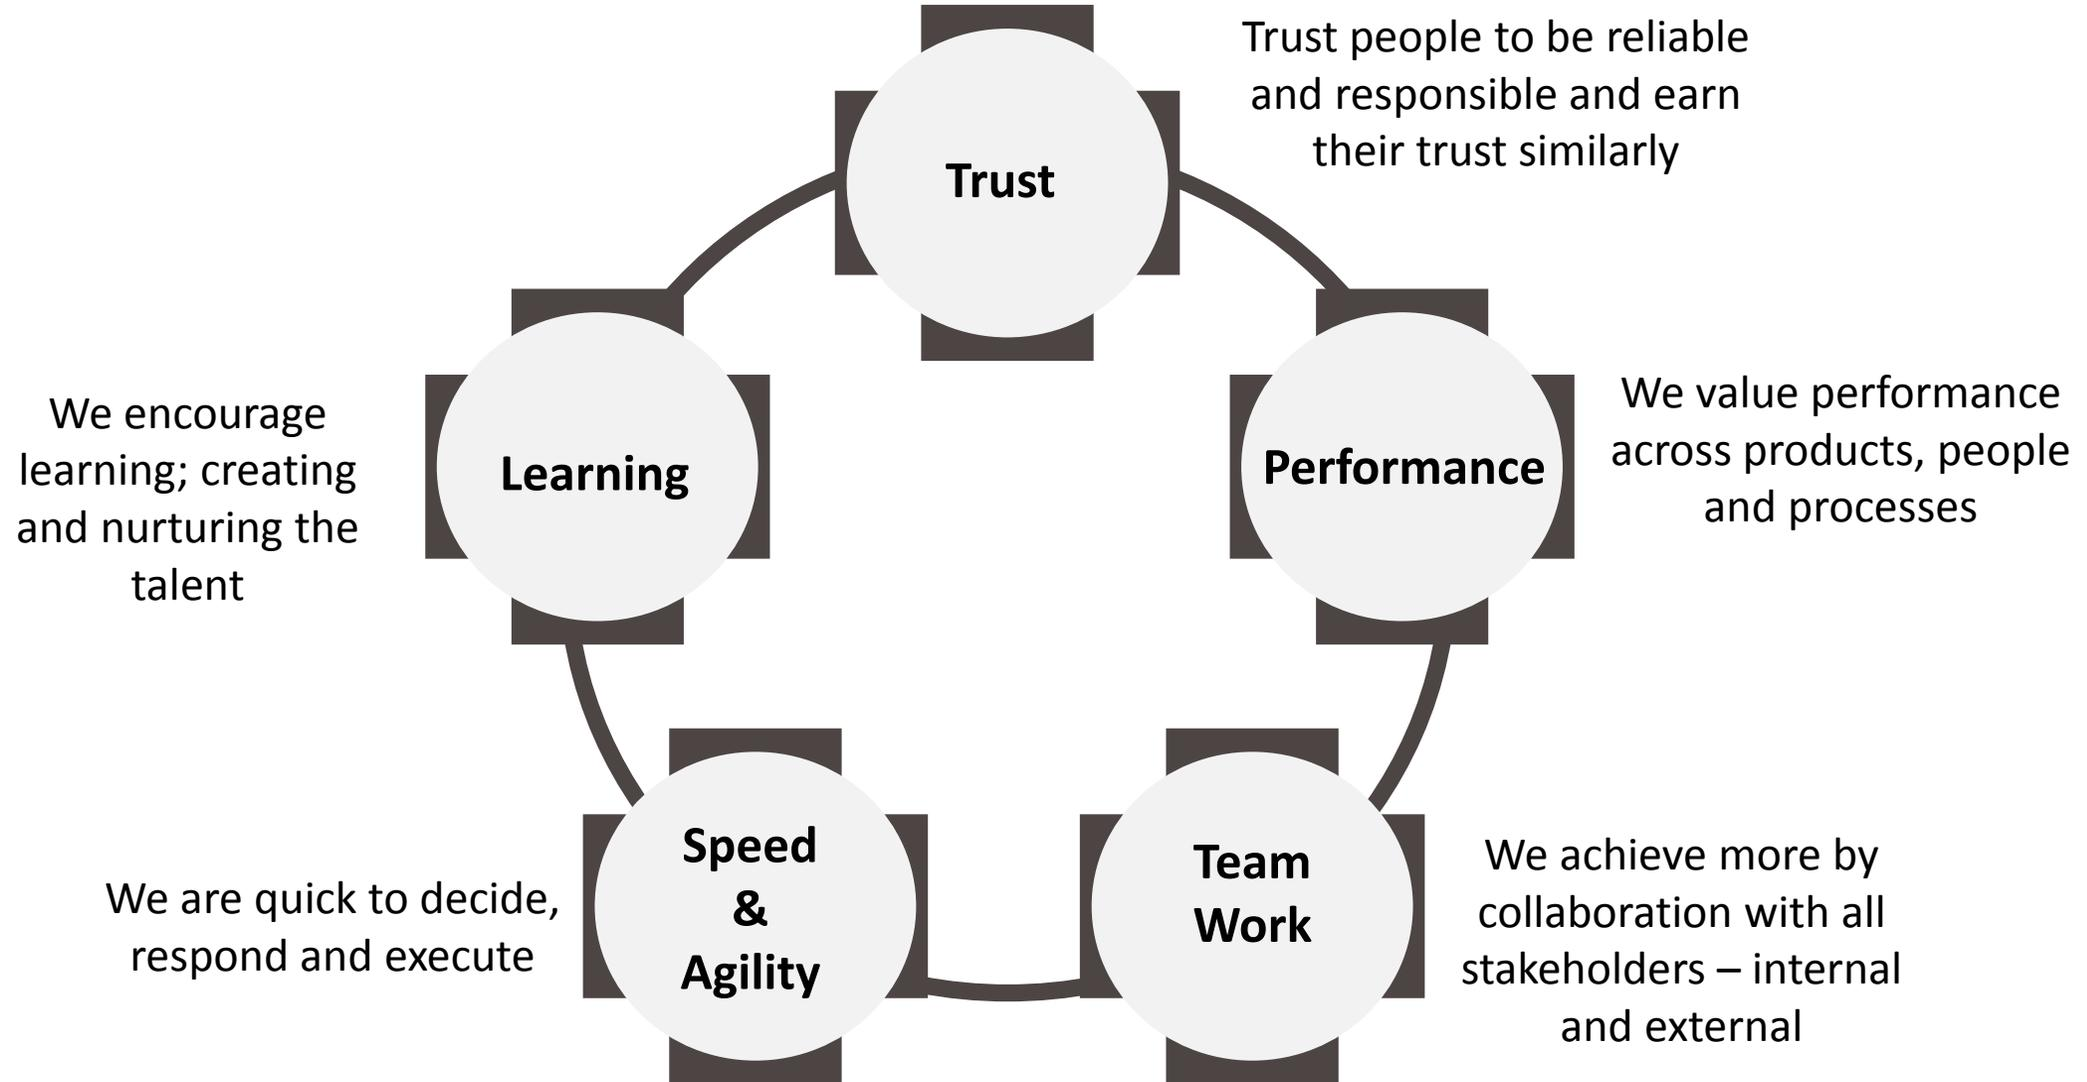 Trust people to be reliable
and responsible and earn
their trust similarly
Trust
We encourage
learning; creating
and nurturing the
talent
Learning
Performance
We value performance
across products, people
and processes
We are quick to decide,
respond and execute
Speed
&
Agility
Team
Work
We achieve more by
collaboration with all
stakeholders – internal
and external